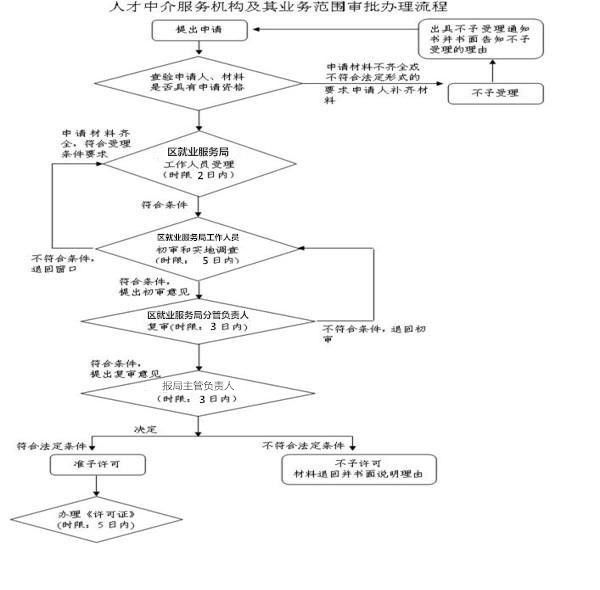 人才中介服务机构及其业务范围审批办理流程
提出申请
出具不予受理通知
书并书面告知不予
受理的理由
查验申请人、材料
是否具有申请资格
申请材料不齐全或
不符合法定形式的
要求申请人补齐材
料
不予受理
申请材料齐
全，符合受理
条件要求
区就业服务局
工作人员受理
(时限 2日内)
符合条件
区就业服务局工作人员
初审和实地调查
(时限： 5日内)
不符合条件，
退回窗口
符合条件，
提出初审意见
区就业服务局分管负责人
复审(时限：3日内)
不符合条件，退回初
审
符合条件，
提出复审意见
报局主管负责人
(时限：3日内)
决定
符合法定条件
不符合法定条件
准予许可
不予许可
材料退回并书面说明理由
办理《许可证》
(时限：5日内)